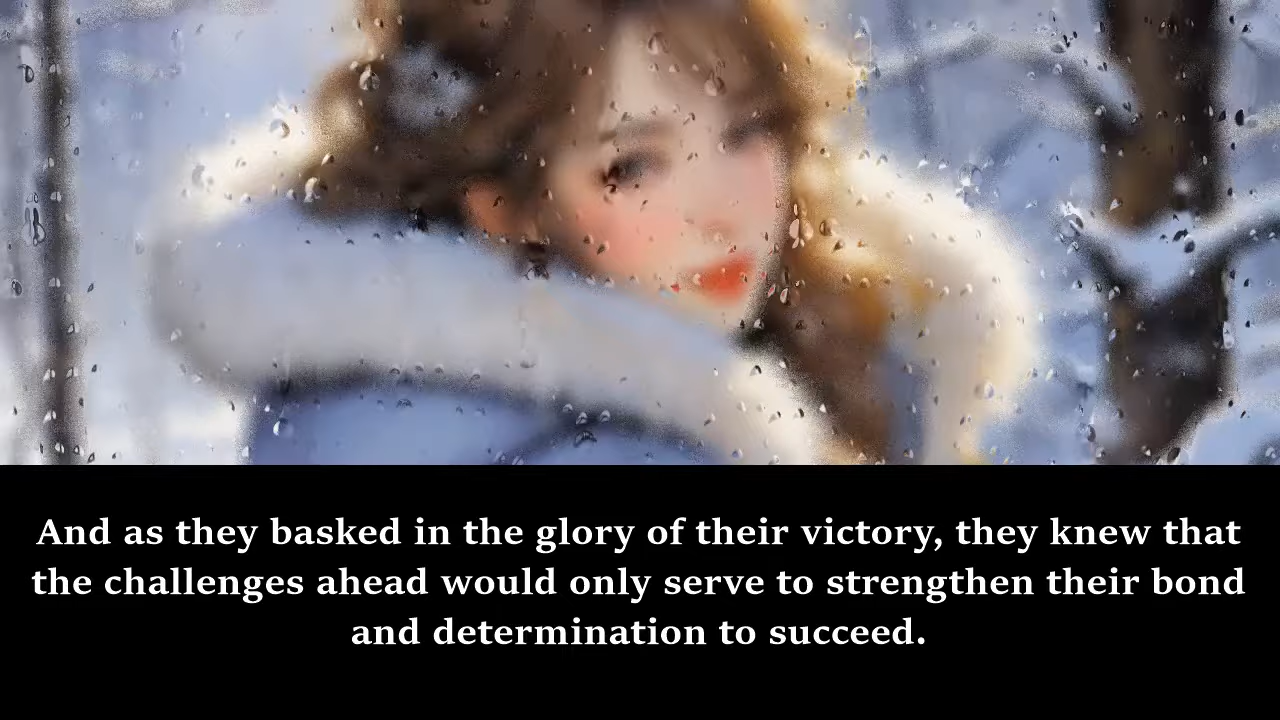 And as they basked in the glory of their victory, they knew that
the challenges ahead would only serve to strengthen their bond
and determination to succeed.